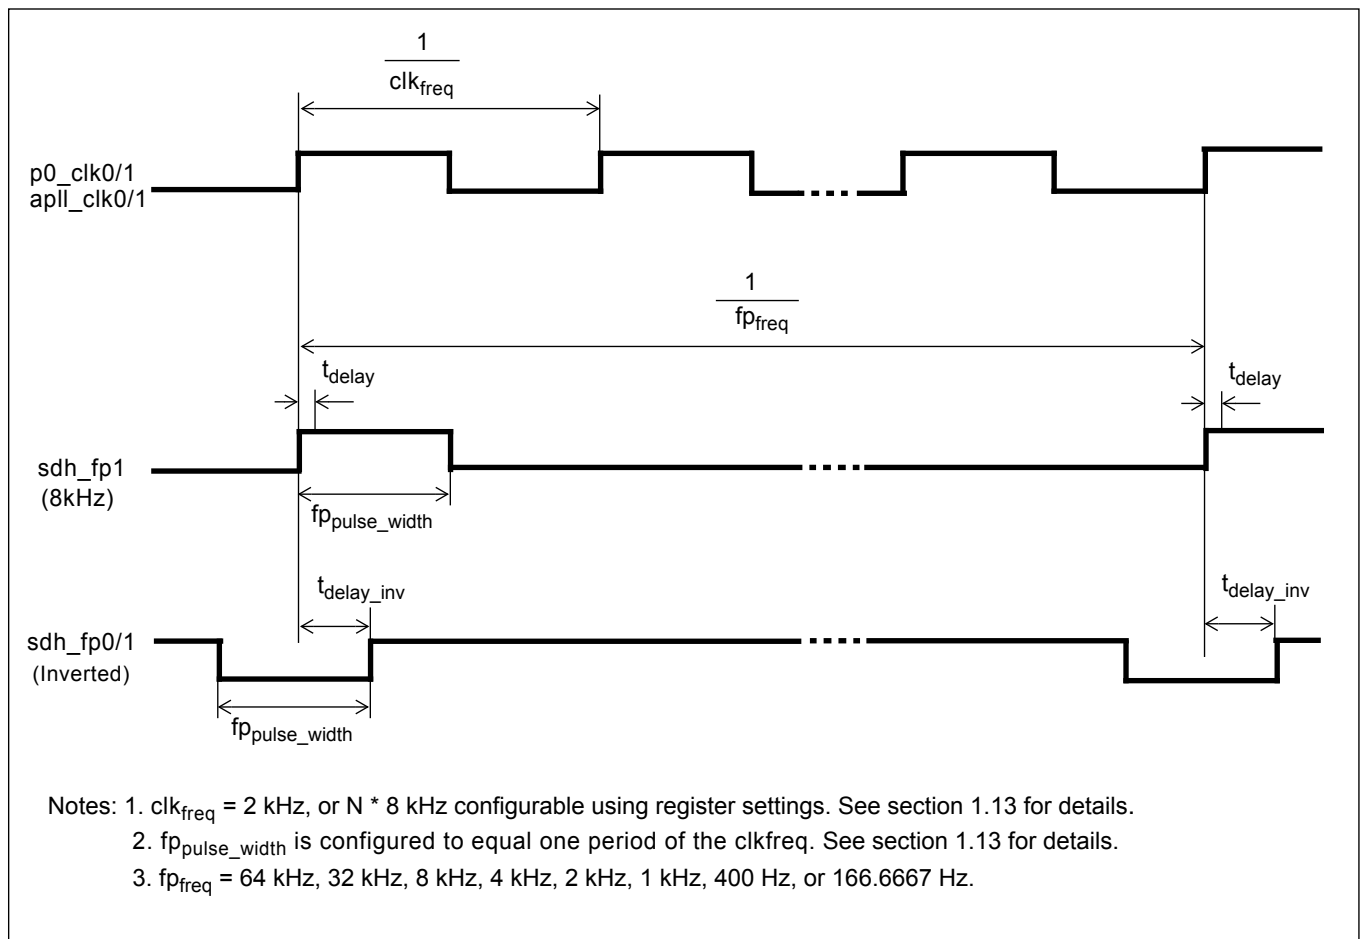 1
clkfreq
p0_clk0/1
apll_clk0/1
1
fpfreq
tdelay
tdelay
sdh_fp1
(8kHz)
fppulse_width
tdelay_inv
tdelay_inv
sdh_fp0/1
(Inverted)
fppulse_width
Notes: 1. clkfreq = 2 kHz, or N * 8 kHz configurable using register settings. See section 1.13 for details.
2. fppulse_width is configured to equal one period of the clkfreq. See section 1.13 for details.
3. fpfreq = 64 kHz, 32 kHz, 8 kHz, 4 kHz, 2 kHz, 1 kHz, 400 Hz, or 166.6667 Hz.